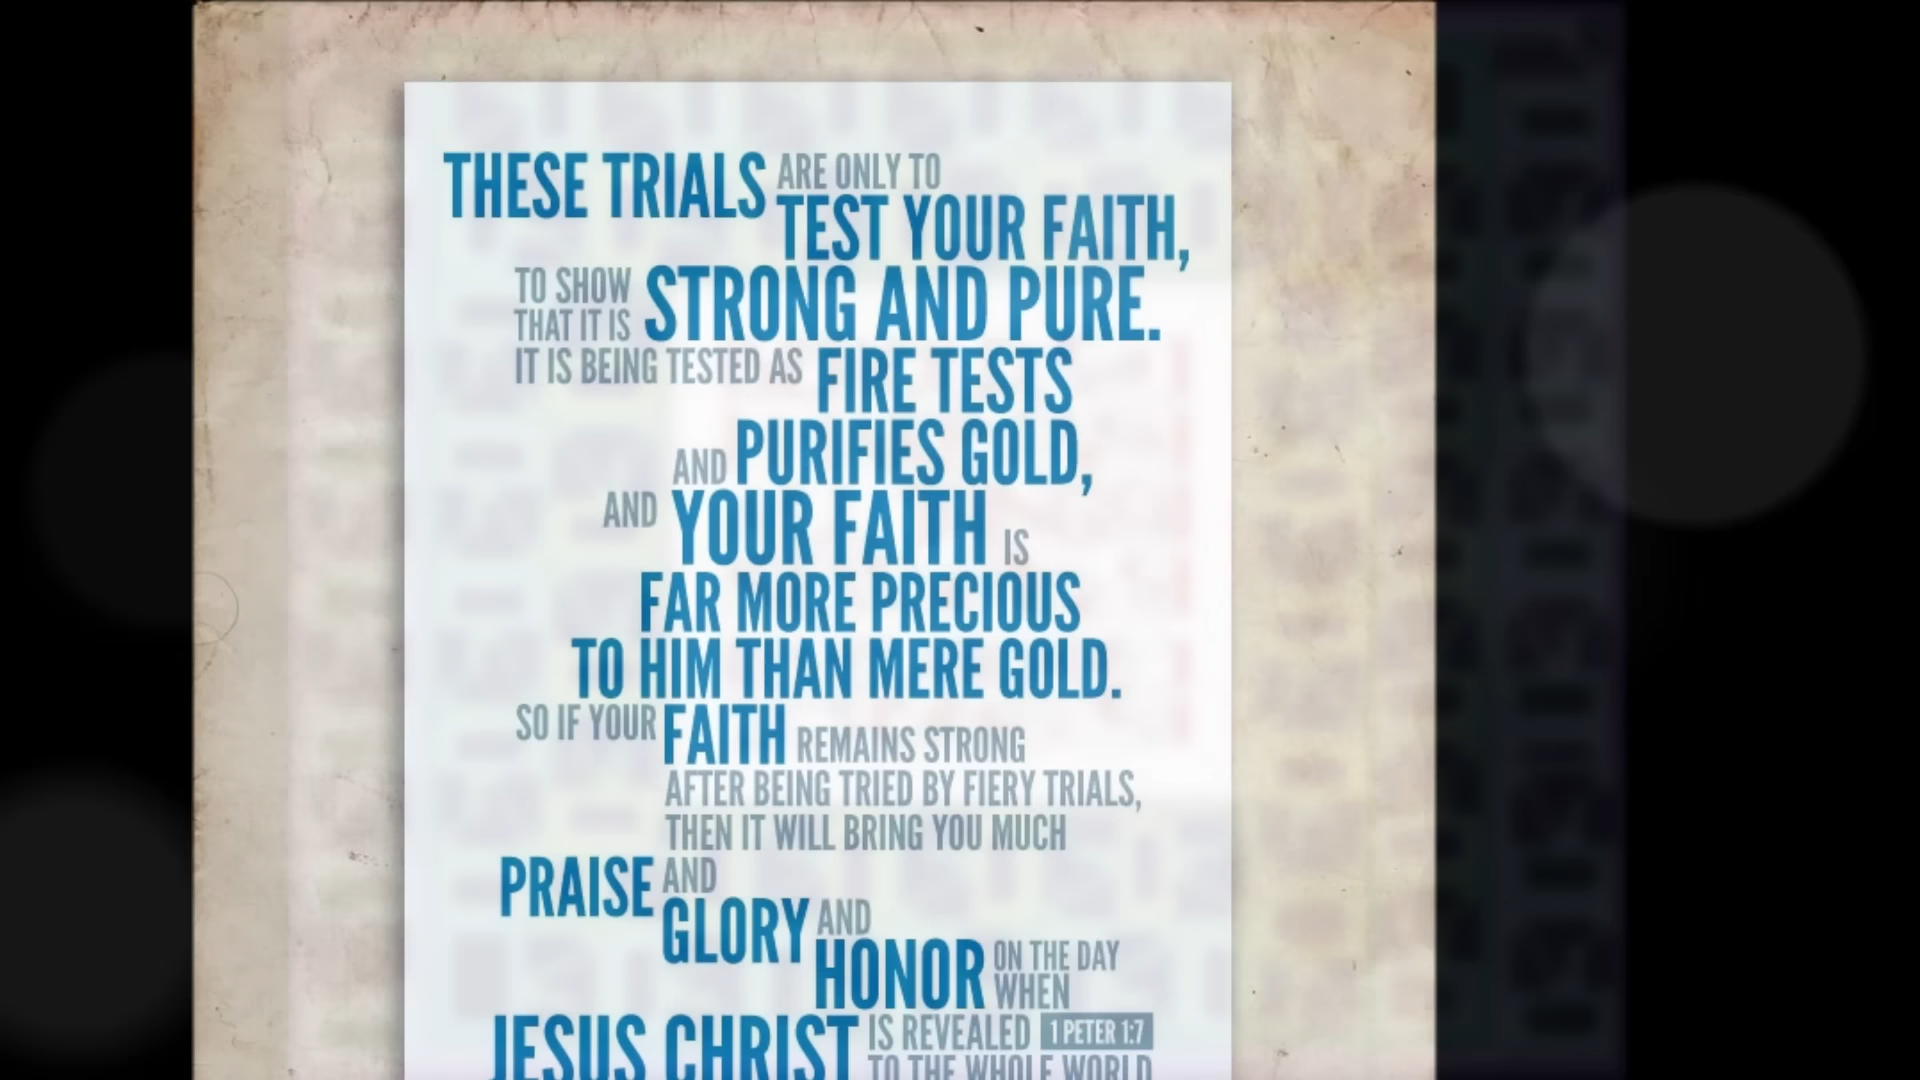 THESE TRIALS ARE ONLY TO
TEST YOUR FAITH,
TO SHOW
THAT IT IS STRONG AND PURE.
IT IS BEING TESTED AS FIRE TESTS
AND PURIFIES GOLD,
AND YOUR FAITH IS
FAR MORE PRECIOUS
TO HIM THAN MERE GOLD.
SO IF YOUR FAITH REMAINS STRONG
AFTER BEING TRIED BY FIERY TRIALS,
THEN IT WILL BRING YOU MUCH
PRAISE AND
GLORY AND
HONOR ON THE DAY
WHEN
JESUS CHRIST IS REVEALED 1 PETER 1:7
TO THE WHOLE WORLD